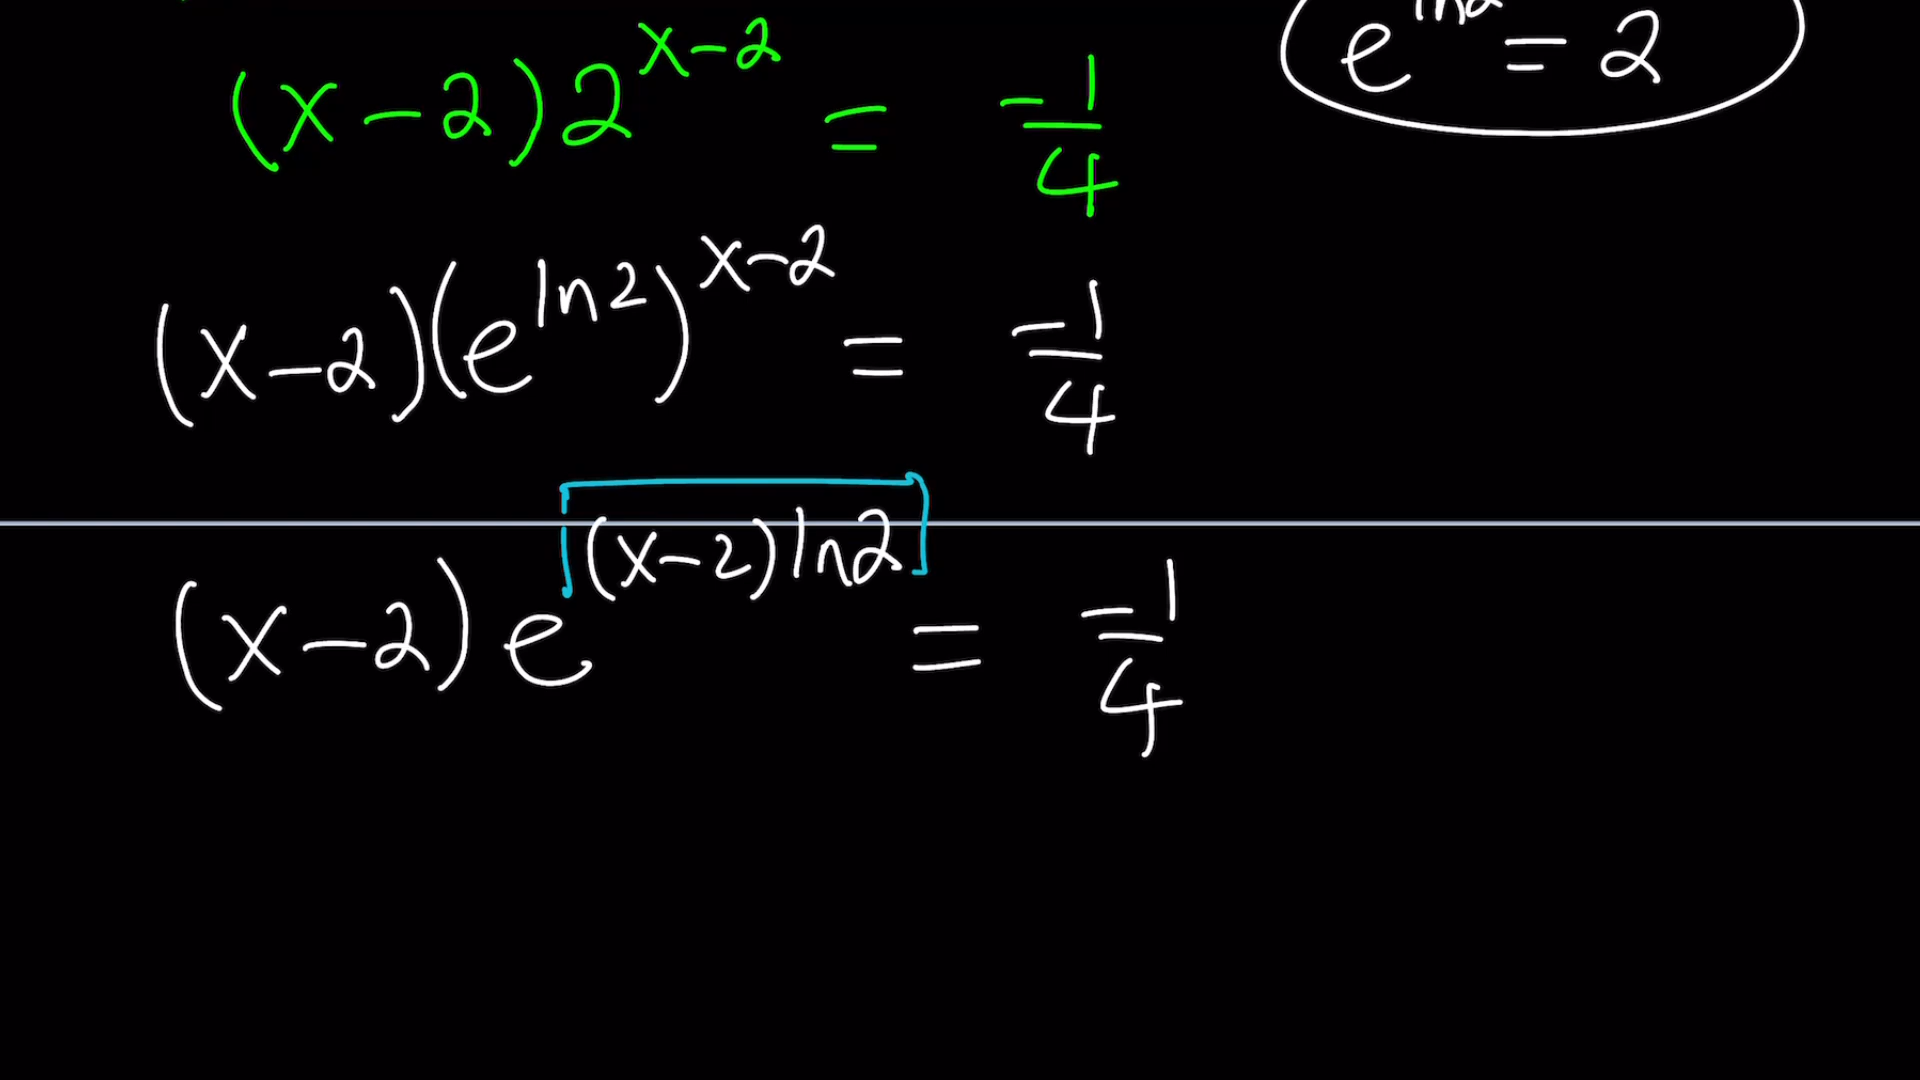 (x-2)2^{x-2} = -1/4
e^{ln2} = 2
(x-2)(e^{ln2})^{x-2} = -1/4
(x-2)e^{(x-2)ln2} = -1/4